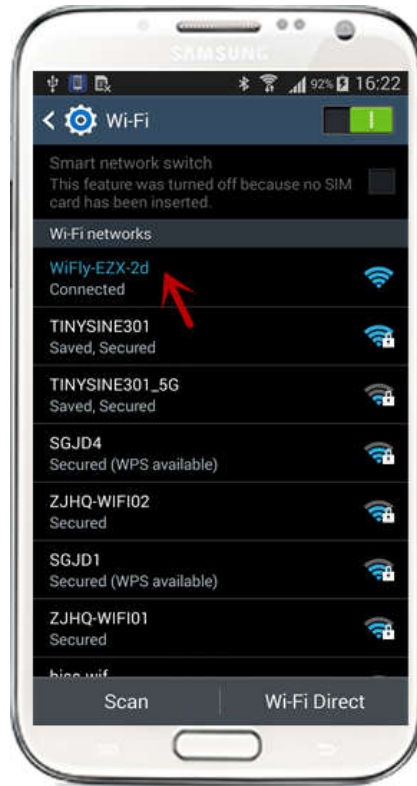 SAMSUNG
92% 16:22
Wi-Fi
Smart network switch
This feature was turned off because no SIM
card has been inserted.
Wi-Fi networks
WiFly-EZX-2d
Connected
TINYSINE301
Saved, Secured
TINYSINE301_5G
Saved, Secured
SGJD4
Secured (WPS available)
ZJHQ-WIFI02
Secured
SGJD1
Secured (WPS available)
ZJHQ-WIFI01
Secured
Scan Wi-Fi Direct